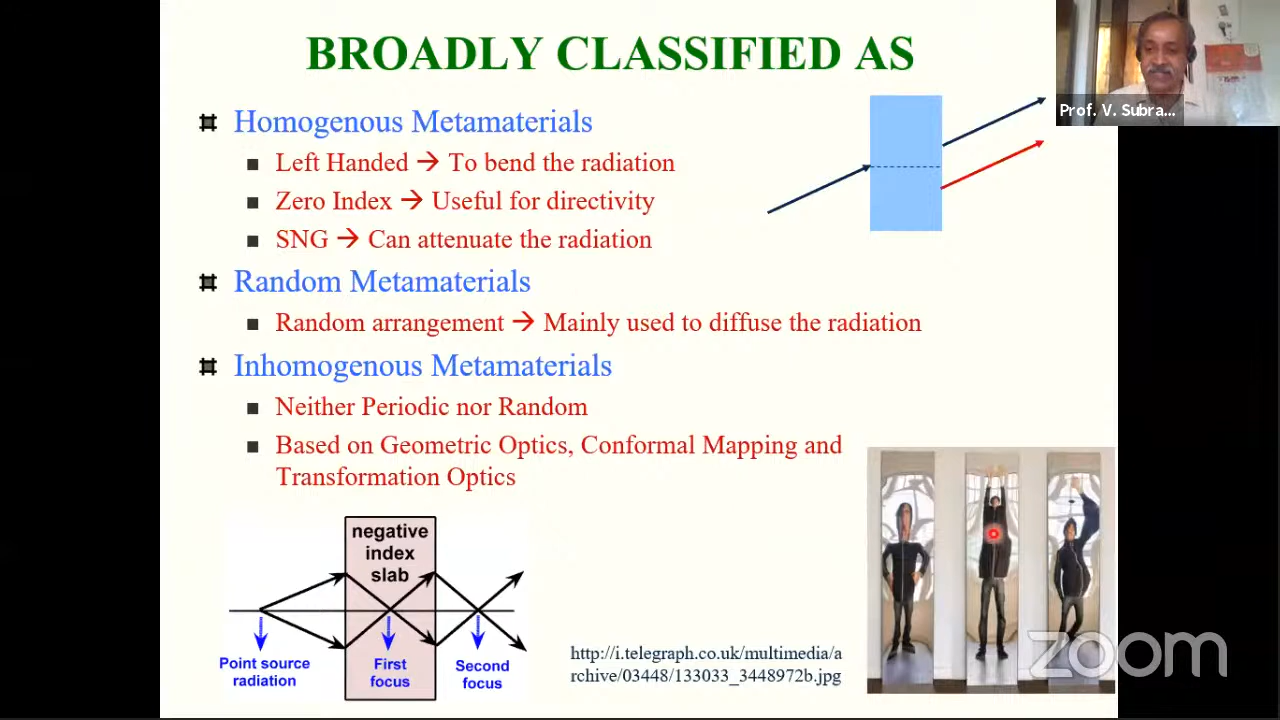 BROADLY CLASSIFIED AS
Prof. V. Subra...
Homogenous Metamaterials
Left Handed → To bend the radiation
Zero Index → Useful for directivity
SNG → Can attenuate the radiation
Random Metamaterials
Random arrangement → Mainly used to diffuse the radiation
Inhomogenous Metamaterials
Neither Periodic nor Random
Based on Geometric Optics, Conformal Mapping and
Transformation Optics
negative
index
slab
Point source
radiation
First
focus
Second
focus
http://i.telegraph.co.uk/multimedia/a
rchive/03448/133033_3448972b.jpg
zoom